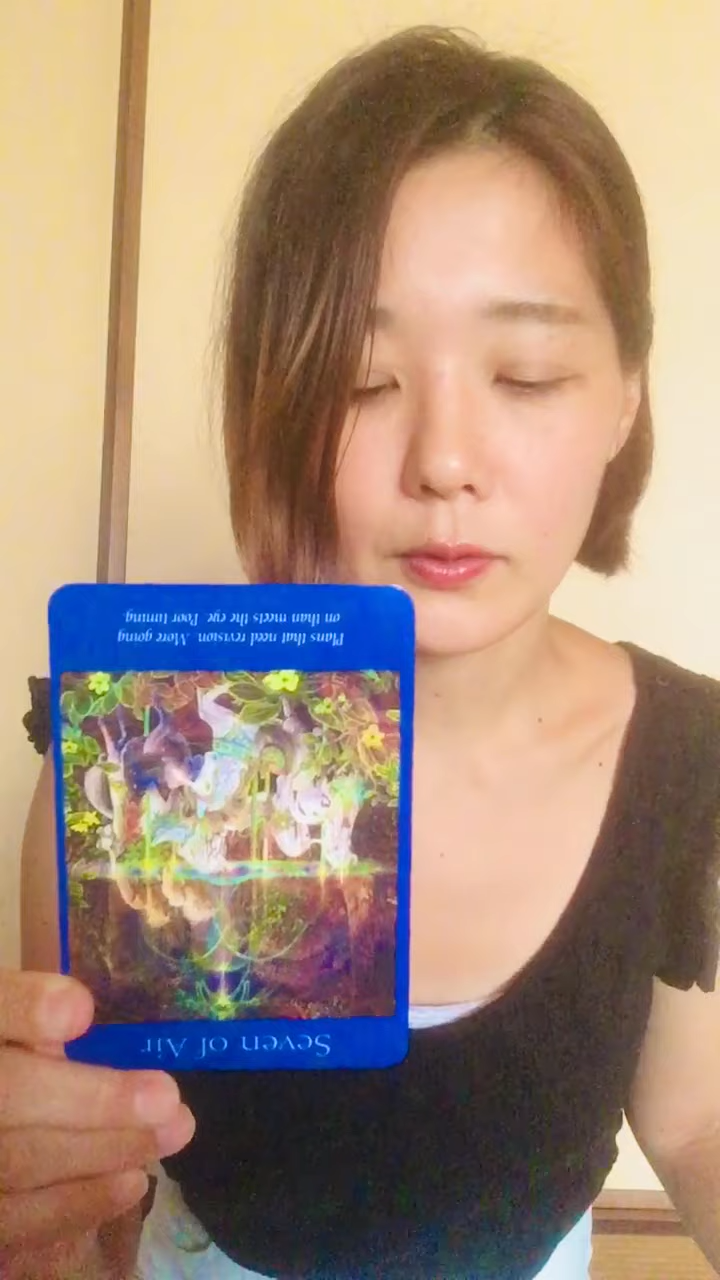 Seven of Air
Plans that need revision. More going
on than meets the eye. Poor timing.